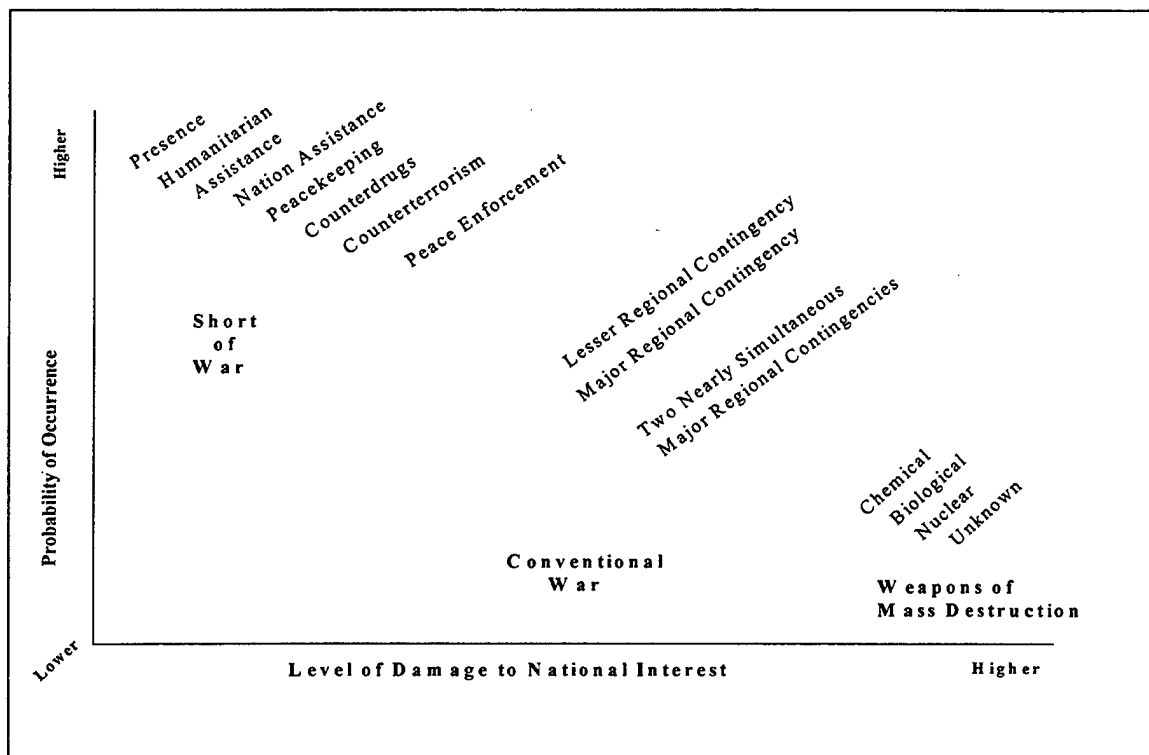 Higher
Probability of Occurrence
Lower
Presence
Humanitarian
Assistance
Nation Assistance
Peacekeeping
Counterdrugs
Counterterrorism
Peace Enforcement
Short
of
War
Lesser Regional Contingency
Major Regional Contingency
Two Nearly Simultaneous
Major Regional Contingencies
Conventional
War
Chemical
Biological
Nuclear
Unknown
Weapons of
Mass Destruction
Level of Damage to National Interest
Higher